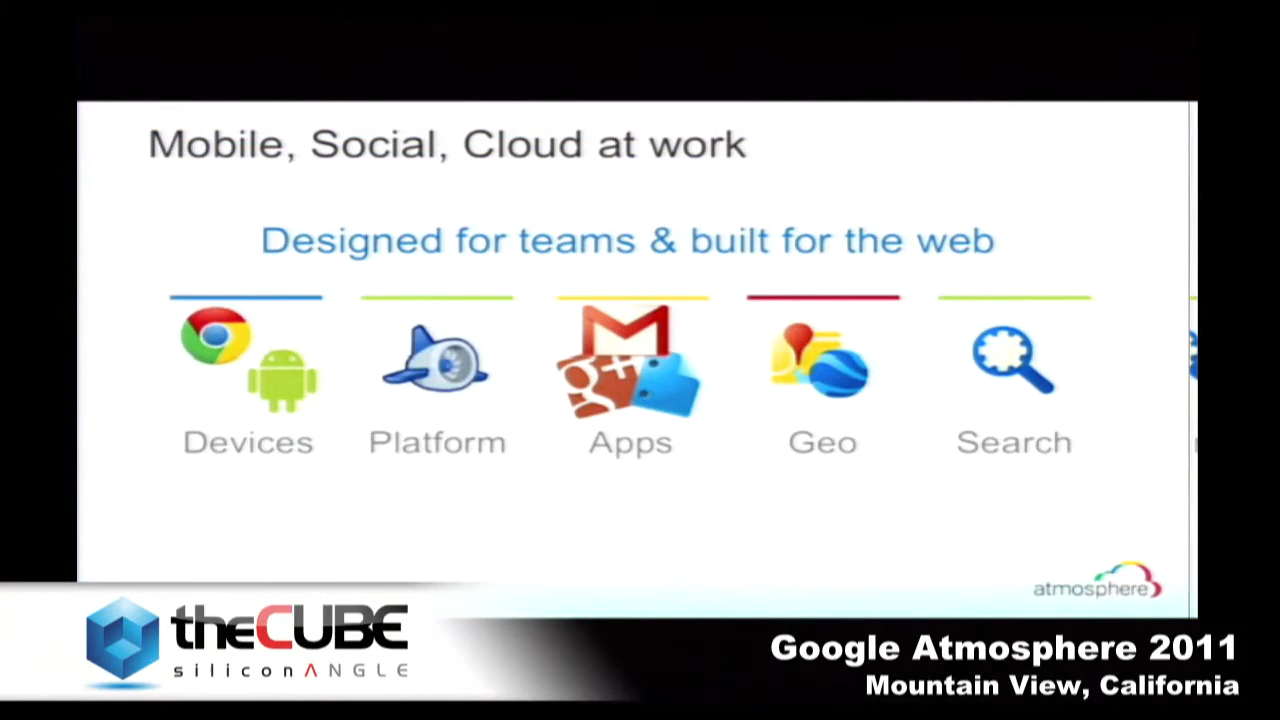 Mobile, Social, Cloud at work
Designed for teams & built for the web
g+
Devices Platform Apps Geo Search
atmosphere
theCUBE
siliconANGLE
Google Atmosphere 2011
Mountain View, California